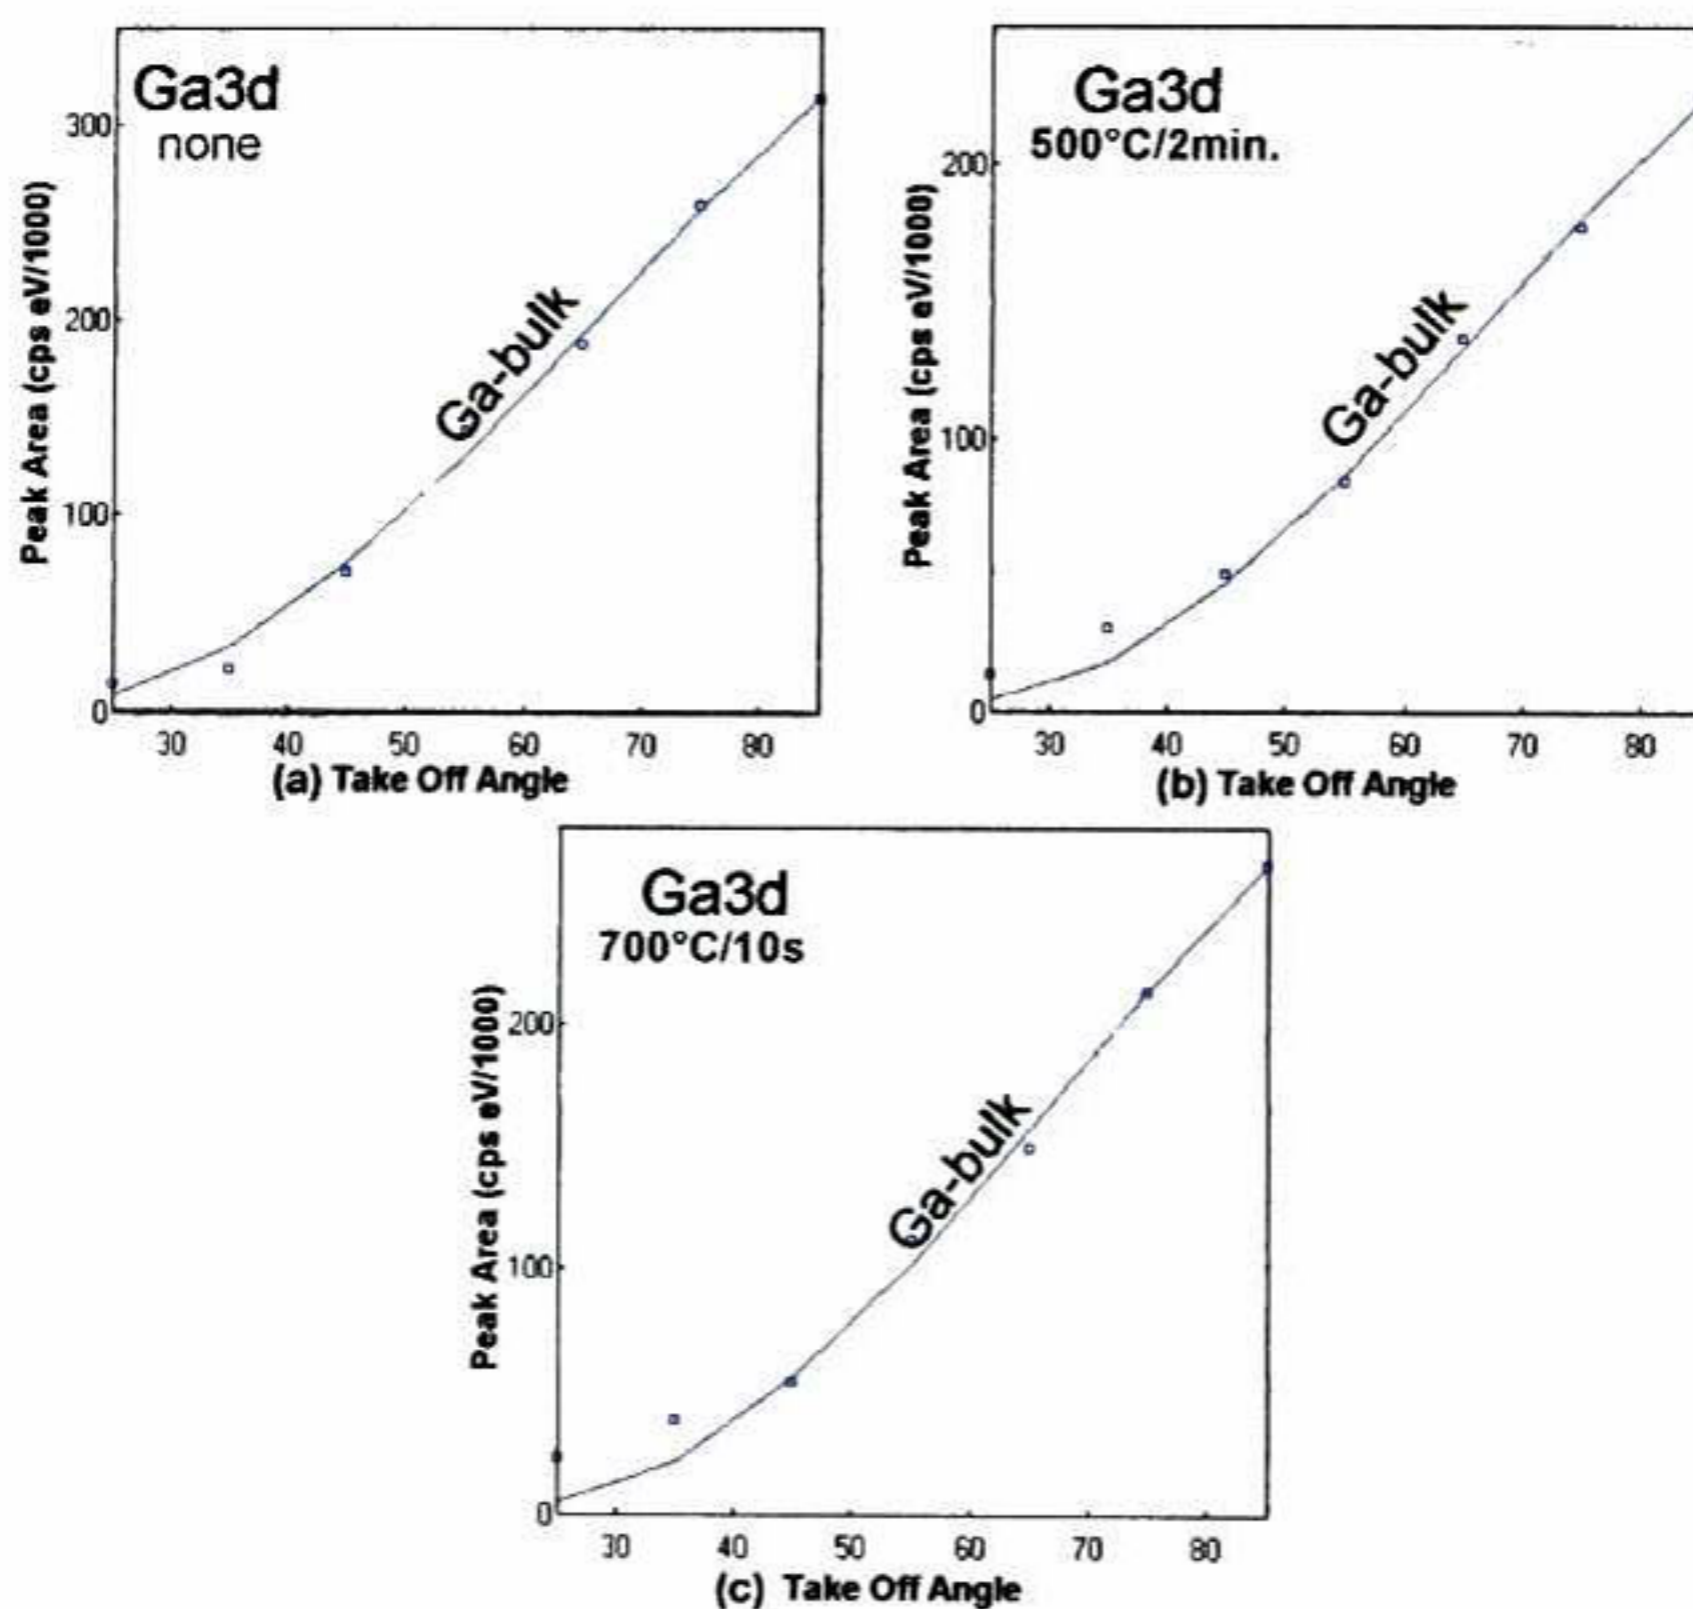 Ga3d
none
Peak Area (cps eV/1000)
300
200
100
0
Ga-bulk
30 40 50 60 70 80
(a) Take Off Angle
Ga3d
500°C/2min.
Peak Area (cps eV/1000)
200
100
0
Ga-bulk
30 40 50 60 70 80
(b) Take Off Angle
Ga3d
700°C/10s
Peak Area (cps eV/1000)
200
100
0
Ga-bulk
30 40 50 60 70 80
(c) Take Off Angle